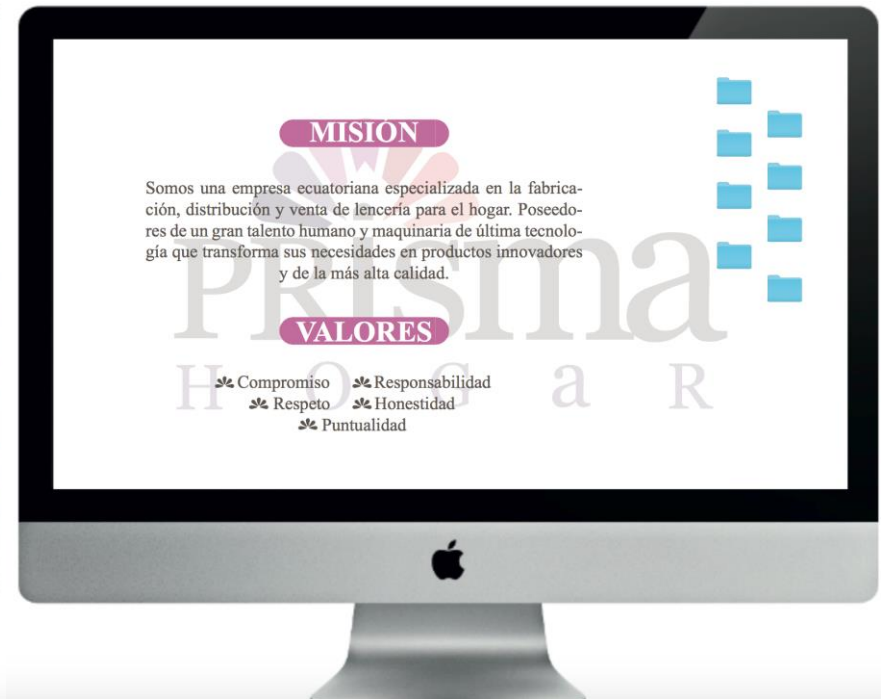 MISIÓN
Somos una empresa ecuatoriana especializada en la fabrica-
ción, distribución y venta de lencería para el hogar. Poseedo-
res de un gran talento humano y maquinaria de última tecnolo-
gía que transforma sus necesidades en productos innovadores
y de la más alta calidad.
PRISma
HOGaR
VALORES
Compromiso Responsabilidad
Respeto Honestidad
Puntualidad